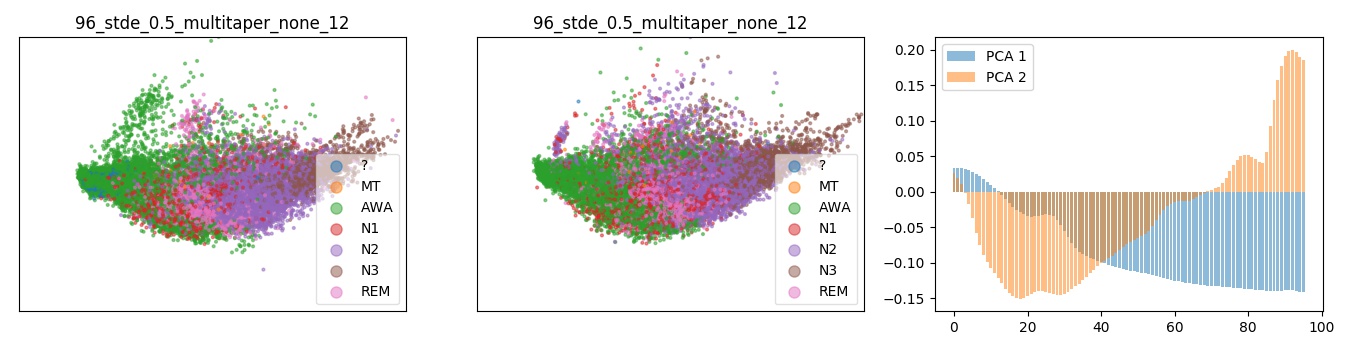 96_stde_0.5_multitaper_none_12
?
MT
AWA
N1
N2
N3
REM
96_stde_0.5_multitaper_none_12
?
MT
AWA
N1
N2
N3
REM
PCA 1
PCA 2
0.20
0.15
0.10
0.05
0.00
−0.05
−0.10
−0.15
0 20 40 60 80 100